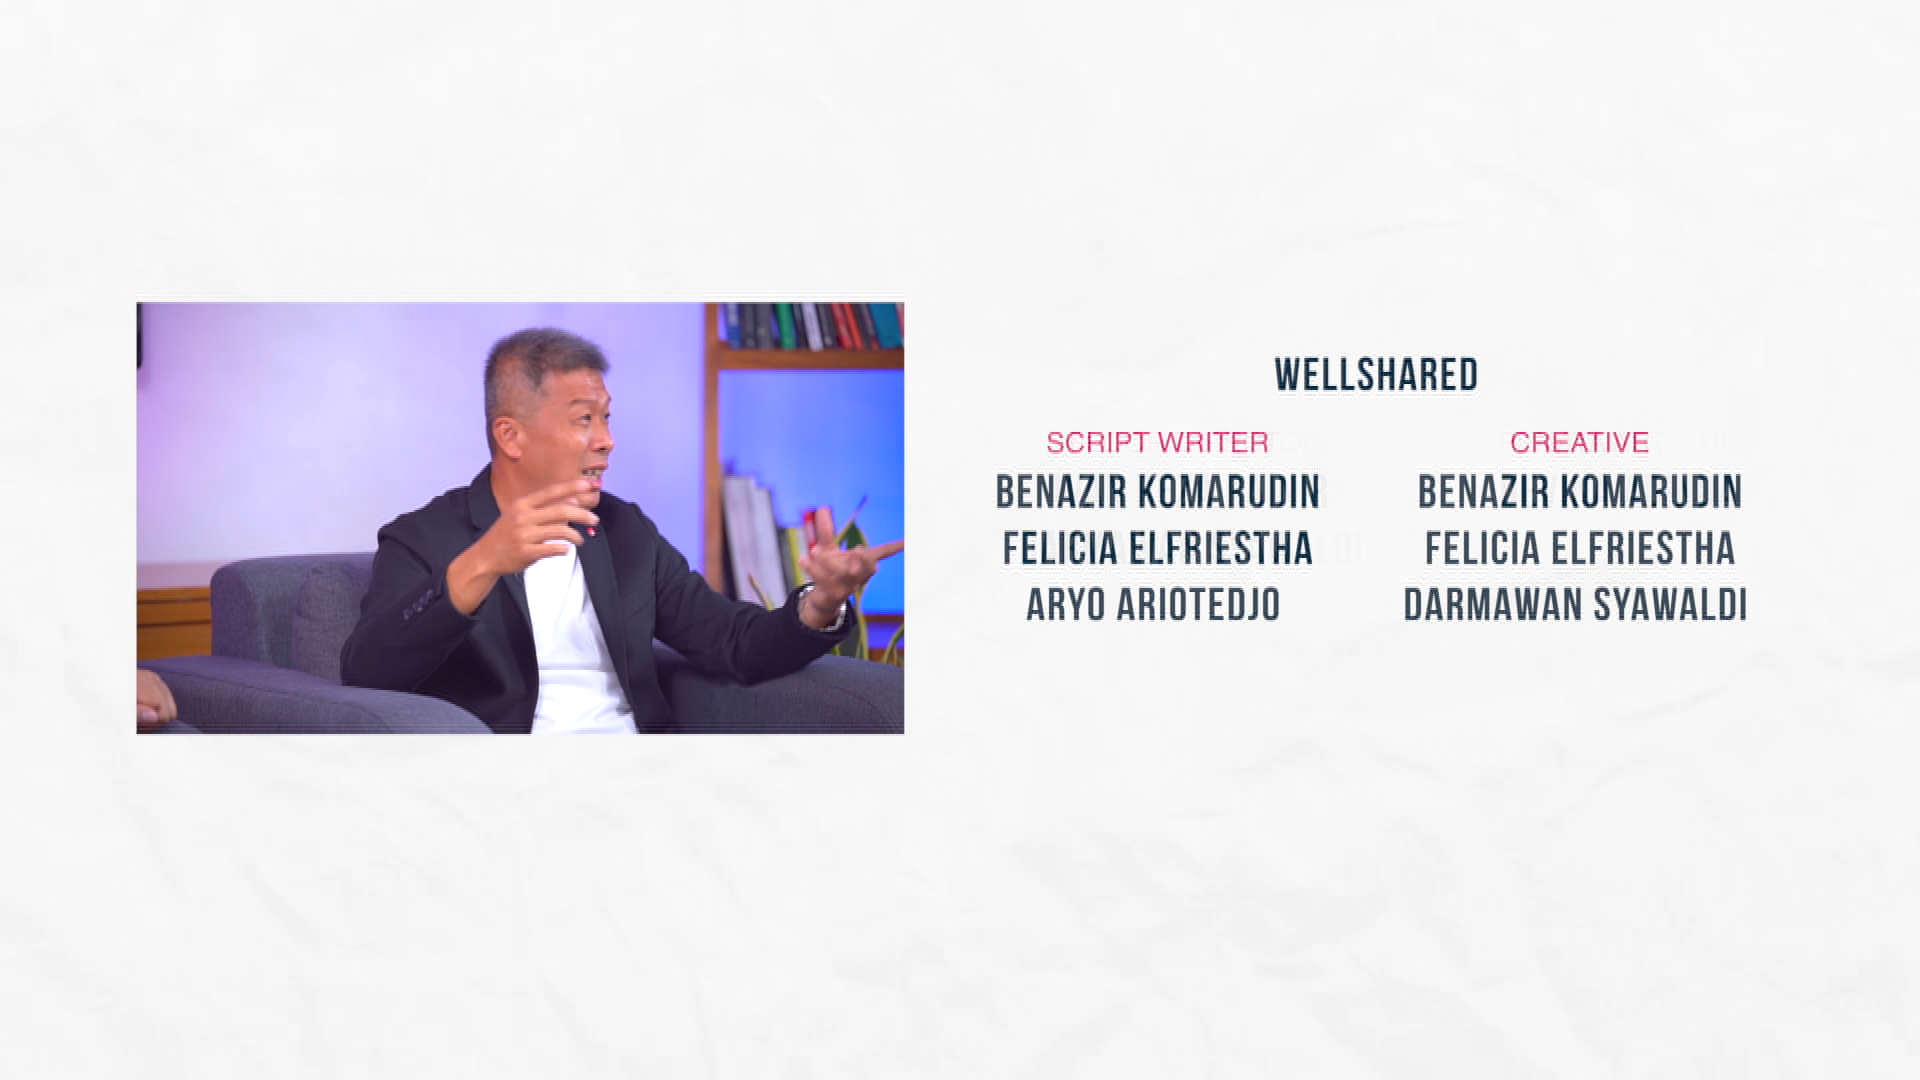 WELLSHARED
SCRIPT WRITER
BENAZIR KOMARUDIN
FELICIA ELFRIESTHA
ARYO ARIOTEDJO
CREATIVE
BENAZIR KOMARUDIN
FELICIA ELFRIESTHA
DARMAWAN SYAWALDI